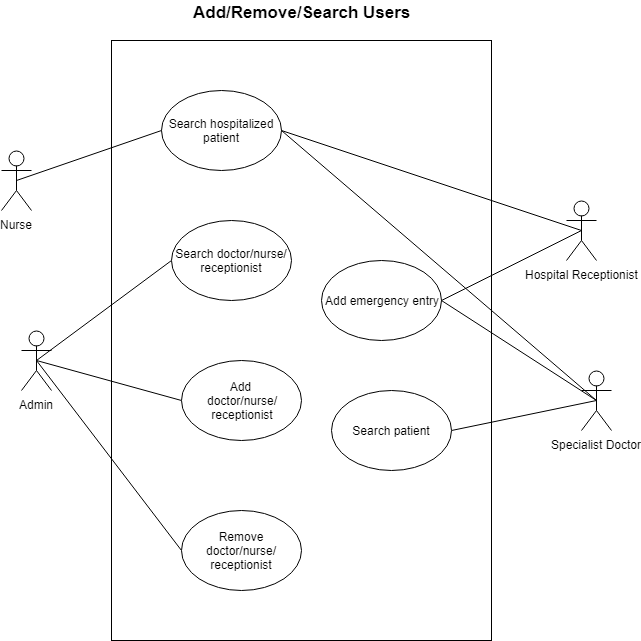 Add/Remove/Search Users
Search hospitalized
patient
Nurse
Search doctor/nurse/
receptionist
Hospital Receptionist
Add emergency entry
Admin
Add
doctor/nurse/
receptionist
Search patient
Specialist Doctor
Remove
doctor/nurse/
receptionist